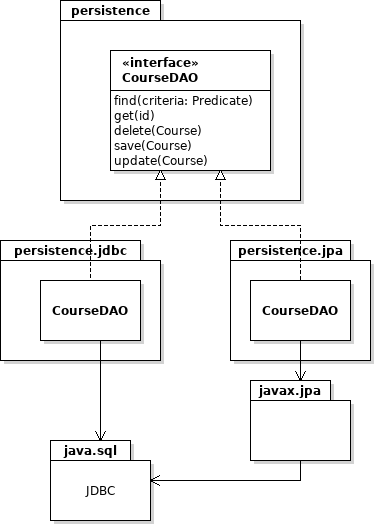 persistence
«interface»
CourseDAO
find(criteria: Predicate)
get(id)
delete(Course)
save(Course)
update(Course)
persistence.jdbc
persistence.jpa
CourseDAO
CourseDAO
javax.jpa
java.sql
JDBC